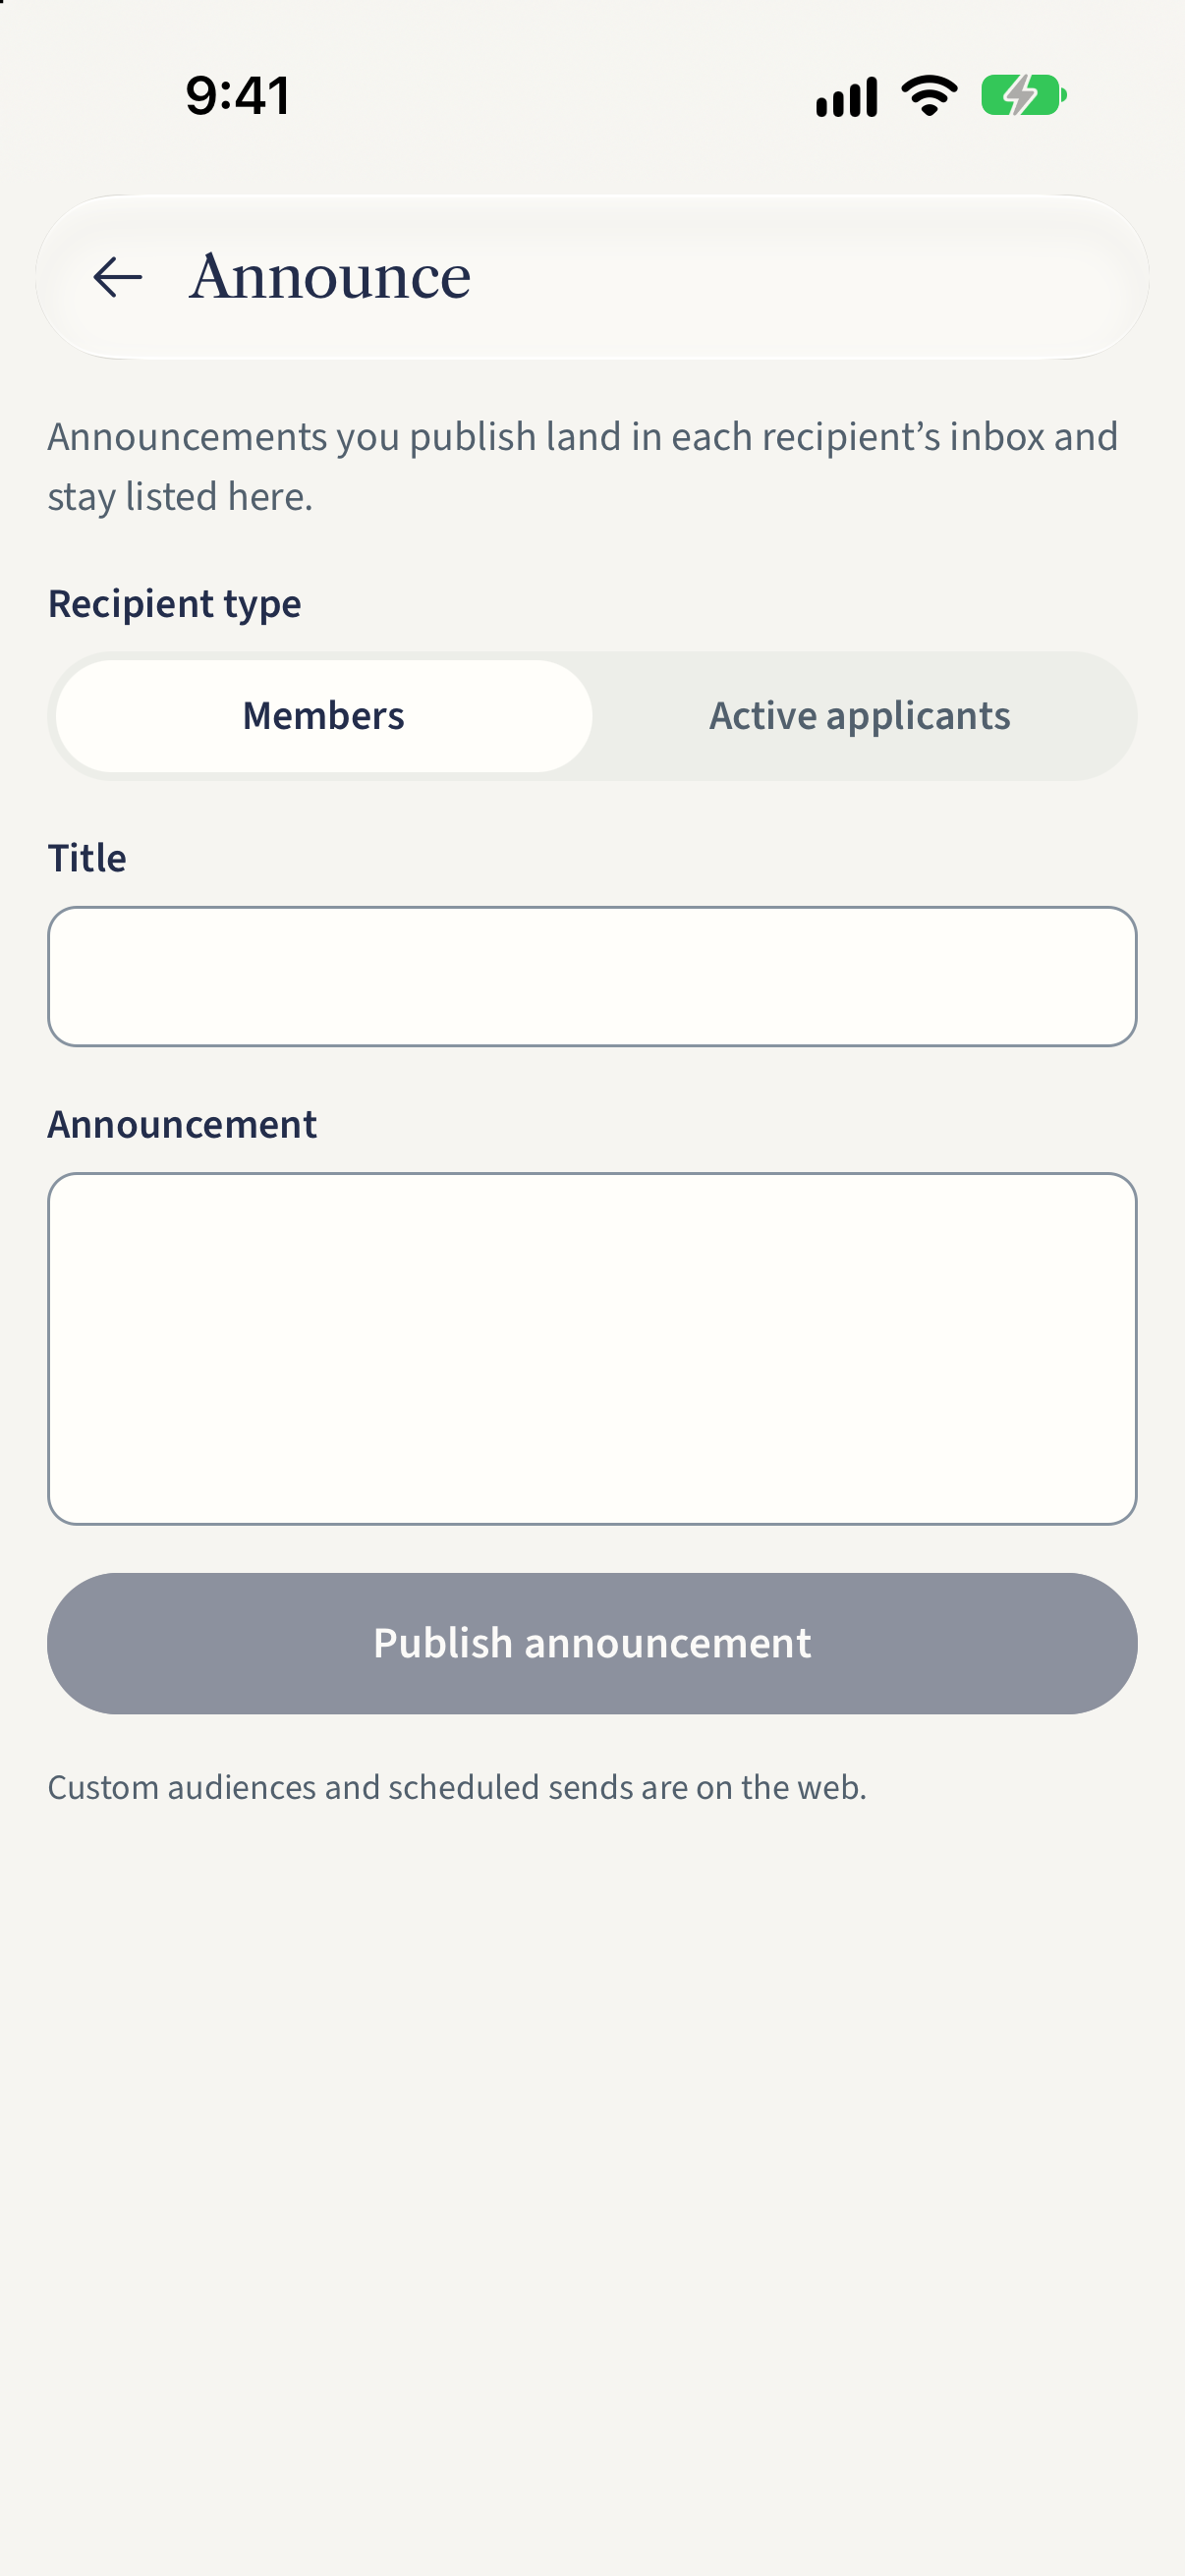 9:41
Announce
Announcements you publish land in each recipient’s inbox and
stay listed here.
Recipient type
Members
Active applicants
Title
Announcement
Publish announcement
Custom audiences and scheduled sends are on the web.